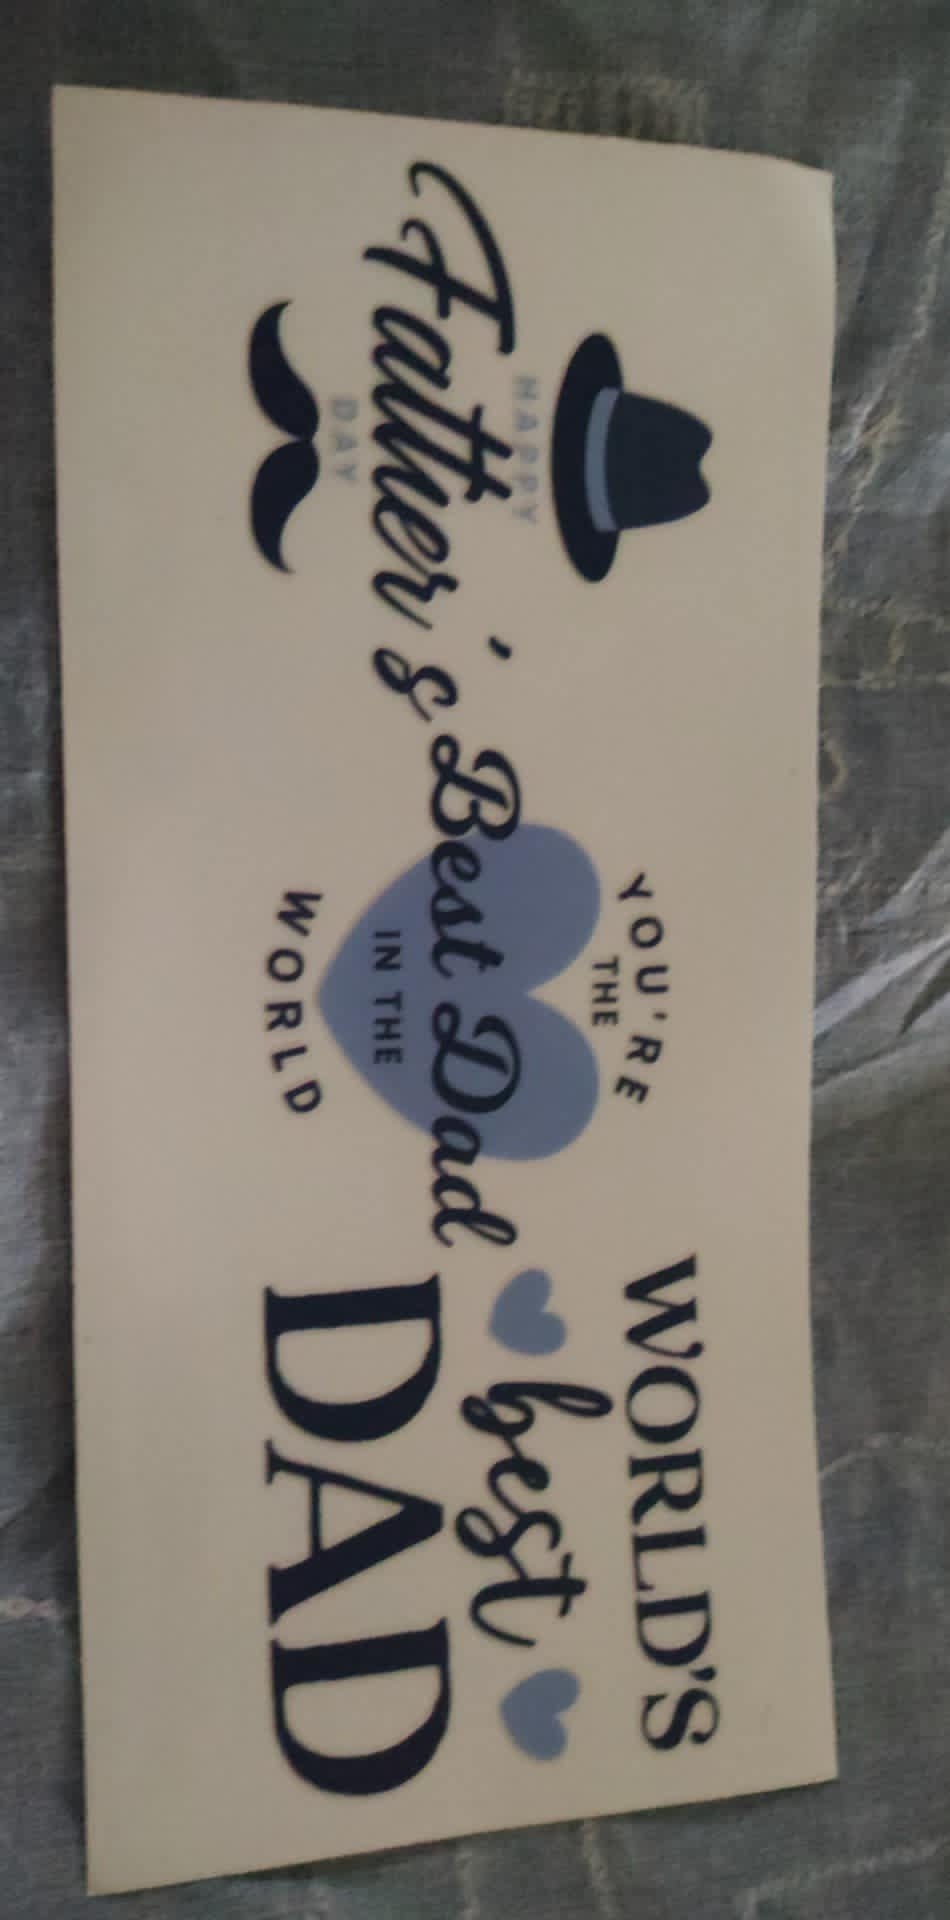 HAPPY
Father's
DAY
YOU'RE
THE
Best Dad
IN THE
WORLD
WORLD'S
best
DAD